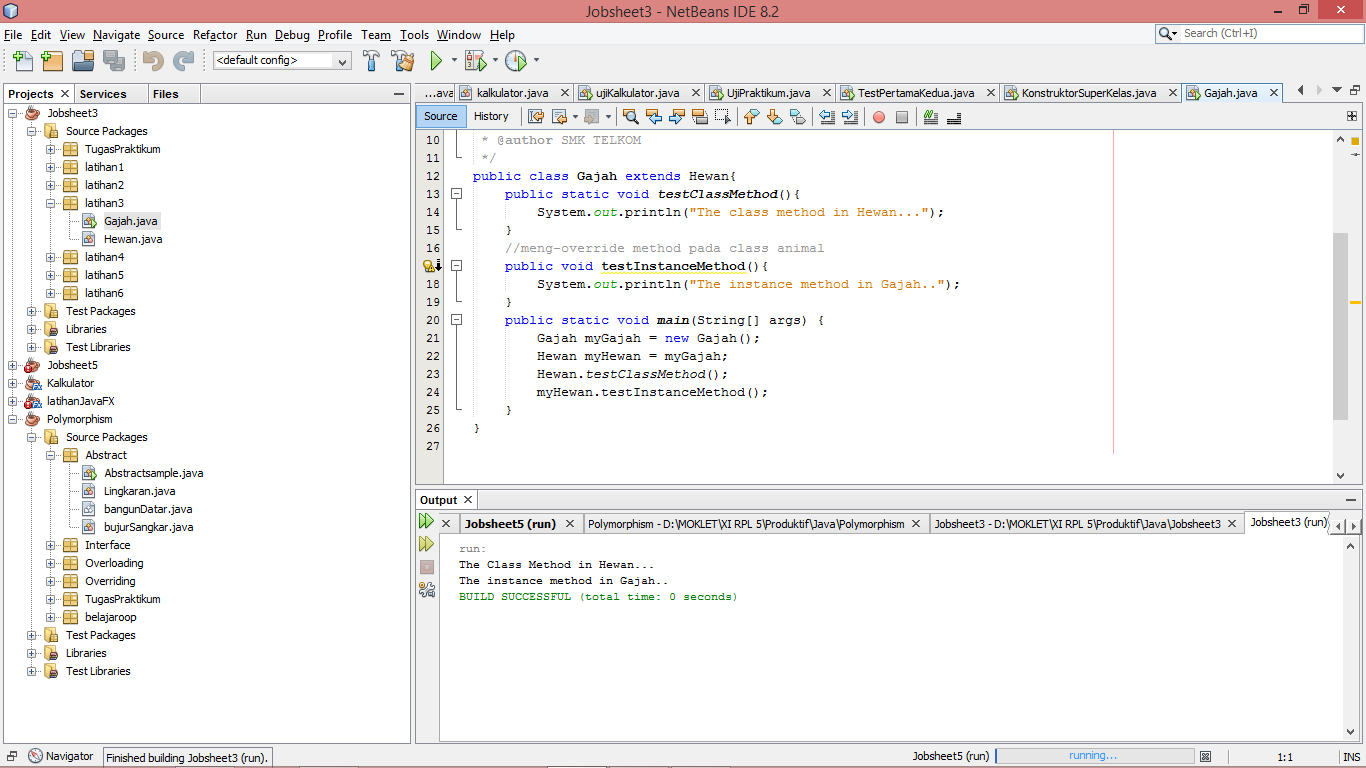 Jobsheet3 - NetBeans IDE 8.2
File Edit View Navigate Source Refactor Run Debug Profile Team Tools Window Help
Search (Ctrl+I)
<default config>
Projects Services Files
Jobsheet3
Source Packages
TugasPraktikum
latihan1
latihan2
latihan3
Gajah.java
Hewan.java
latihan4
latihan5
latihan6
Test Packages
Libraries
Test Libraries
Jobsheet5
Kalkulator
latihanJavaFX
Polymorphism
Source Packages
Abstract
Abstractsample.java
Lingkaran.java
bangunDatar.java
bujurSangkar.java
Interface
Overloading
Overriding
TugasPraktikum
belajaroop
Test Packages
Libraries
Test Libraries
...ava kalkulator.java ujiKalkulator.java UjiPraktikum.java TestPertamaKedua.java KonstruktorSuperKelas.java Gajah.java
Source History
10 * @author SMK TELKOM
11 */
12 public class Gajah extends Hewan{
13 public static void testClassMethod(){
14 System.out.println("The class method in Hewan...");
15 }
16 //meng-override method pada class animal
public void testInstanceMethod(){
18 System.out.println("The instance method in Gajah..");
19 }
20 public static void main(String[] args) {
21 Gajah myGajah = new Gajah();
22 Hewan myHewan = myGajah;
23 Hewan.testClassMethod();
24 myHewan.testInstanceMethod();
25 }
26 }
27
Output
Jobsheet5 (run) Polymorphism - D:\MOKLET\XI RPL 5\Produktif\Java\Polymorphism Jobsheet3 - D:\MOKLET\XI RPL 5\Produktif\Java\Jobsheet3 Jobsheet3 (run)
run:
The Class Method in Hewan...
The instance method in Gajah..
BUILD SUCCESSFUL (total time: 0 seconds)
Navigator Finished building Jobsheet3 (run). Jobsheet5 (run) running... 1:1 INS